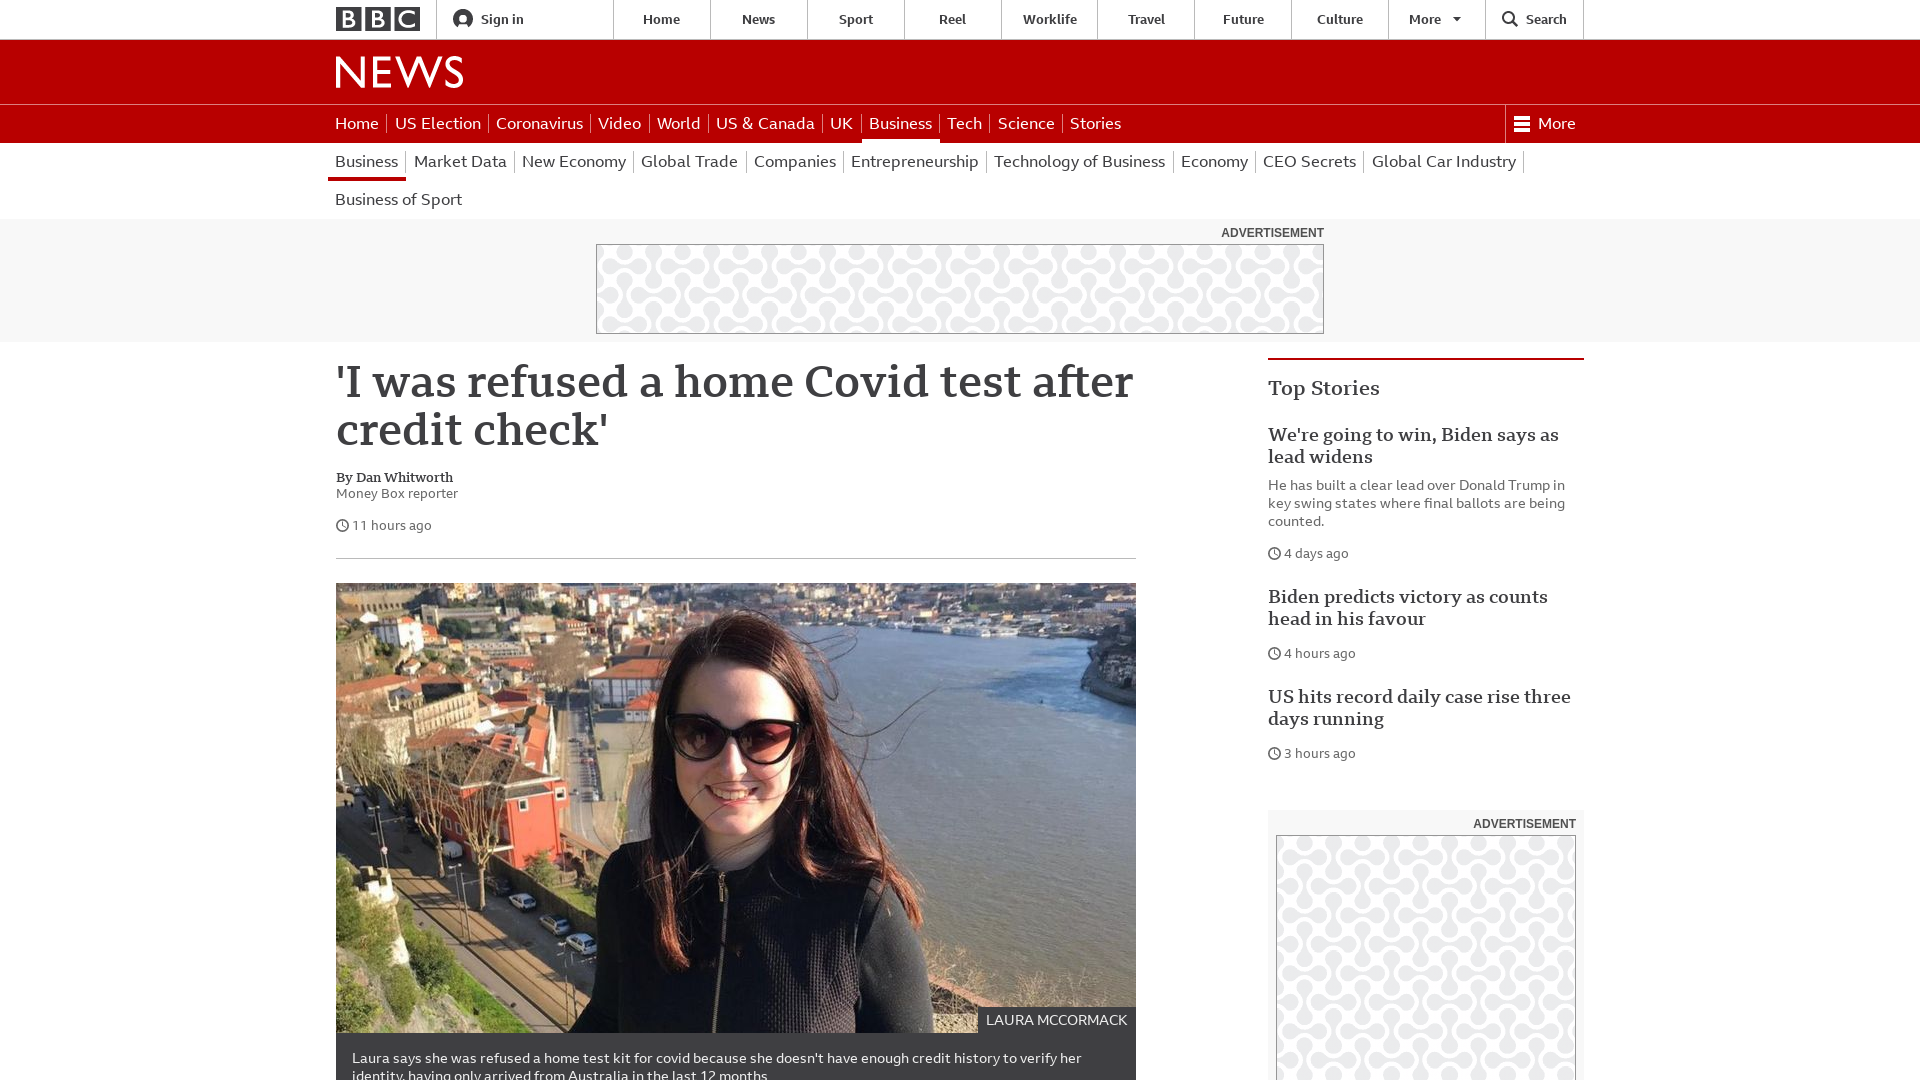 BBC
Sign in
Home
News
Sport
Reel
Worklife
Travel
Future
Culture
More
Search
NEWS
Home
US Election
Coronavirus
Video
World
US & Canada
UK
Business
Tech
Science
Stories
More
Business
Market Data
New Economy
Global Trade
Companies
Entrepreneurship
Technology of Business
Economy
CEO Secrets
Global Car Industry
Business of Sport
ADVERTISEMENT
'I was refused a home Covid test after
credit check'
By Dan Whitworth
Money Box reporter
11 hours ago
LAURA MCCORMACK
Laura says she was refused a home test kit for covid because she doesn't have enough credit history to verify her
identity, having only arrived from Australia in the last 12 months
Top Stories
We're going to win, Biden says as
lead widens
He has built a clear lead over Donald Trump in
key swing states where final ballots are being
counted.
4 days ago
Biden predicts victory as counts
head in his favour
4 hours ago
US hits record daily case rise three
days running
3 hours ago
ADVERTISEMENT